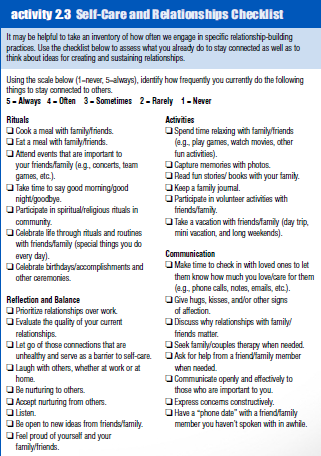 activity 2.3 Self-Care and Relationships Checklist
It may be helpful to take an inventory of how often we engage in specific relationship-building
practices. Use the checklist below to assess what you already do to stay connected as well as to
think about ideas for creating and sustaining relationships.
Using the scale below (1=never, 5=always), identify how frequently you currently do the following
things to stay connected to others.
5 = Always 4 = Often 3 = Sometimes 2 = Rarely 1 = Never
Rituals
❑ Cook a meal with family/friends.
❑ Eat a meal with family/friends.
❑ Attend events that are important to
your friends/family (e.g., concerts, team
games, etc.).
❑ Take time to say good morning/good
night/goodbye.
❑ Participate in spiritual/religious rituals in
community.
❑ Celebrate life through rituals and routines
with friends/family (special things you do
every day).
❑ Celebrate birthdays/accomplishments and
other ceremonies.
Reflection and Balance
❑ Prioritize relationships over work.
❑ Evaluate the quality of your current
relationships.
❑ Let go of those connections that are
unhealthy and serve as a barrier to self-care.
❑ Laugh with others, whether at work or at
home.
❑ Be nurturing to others.
❑ Accept nurturing from others.
❑ Listen.
❑ Be open to new ideas from friends/family.
❑ Feel proud of yourself and your
family/friends.
Activities
❑ Spend time relaxing with family/friends
(e.g., play games, watch movies, other
fun activities).
❑ Capture memories with photos.
❑ Read fun stories/ books with your family.
❑ Keep a family journal.
❑ Participate in volunteer activities with
friends/family.
❑ Take a vacation with friends/family (day trip,
mini vacation, and long weekends).
Communication
❑ Make time to check in with loved ones to let
them know how much you love/care for them
(e.g., phone calls, notes, emails, etc.).
❑ Give hugs, kisses, and/or other signs
of affection.
❑ Discuss why relationships with family/
friends matter.
❑ Seek family/couples therapy when needed.
❑ Ask for help from a friend/family member
when needed.
❑ Communicate openly and effectively to
those who are important to you.
❑ Express concerns constructively.
❑ Have a “phone date” with a friend/family
member you haven’t spoken with in awhile.